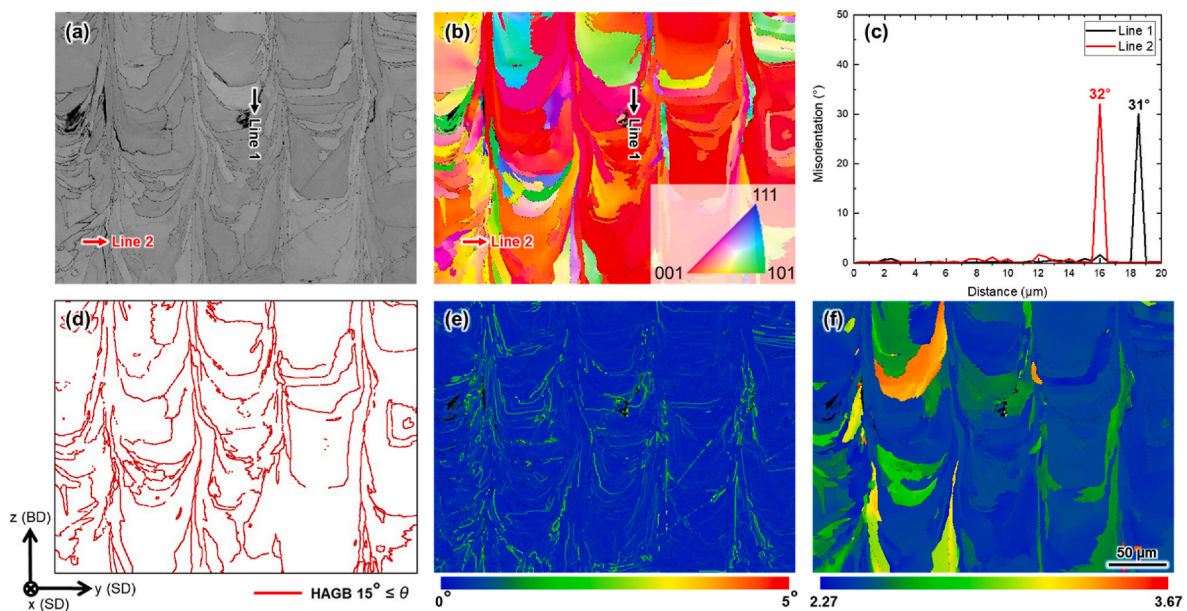 (a)
Line 1
Line 2
(b)
Line 1
Line 2
111
001
101
(c)
Line 1
Line 2
32°
31°
Misorientation (°)
50
40
30
20
10
0
0 2 4 6 8 10 12 14 16 18 20
Distance (µm)
(d)
z (BD)
y (SD)
x (SD)
HAGB 15° ≤ θ
(e)
0°
5°
(f)
50 µm
2.27
3.67